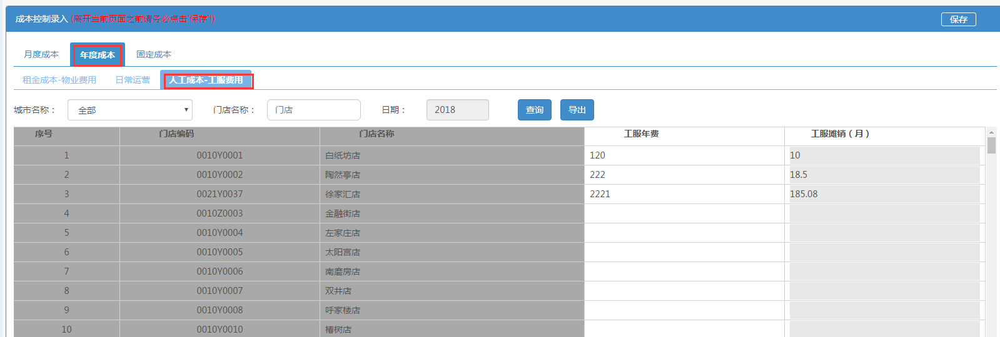 成本控制录入 (离开当前页面之前请务必点击'保存'!) 保存
月度成本 年度成本 固定成本
租金成本-物业费用 日常运营 人工成本-工服费用
城市名称： 全部 门店名称： 门店 日期： 2018 查询 导出
序号 门店编码 门店名称 工服年费 工服摊销（月）
1 0010Y0001 白纸坊店 120 10
2 0010Y0002 陶然亭店 222 18.5
3 0021Y0037 徐家汇店 2221 185.08
4 0010Z0003 金融街店
5 0010Y0004 左家庄店
6 0010Y0005 太阳宫店
7 0010Y0006 南磨房店
8 0010Y0007 双井店
9 0010Y0008 呼家楼店
10 0010Y0010 椿树店